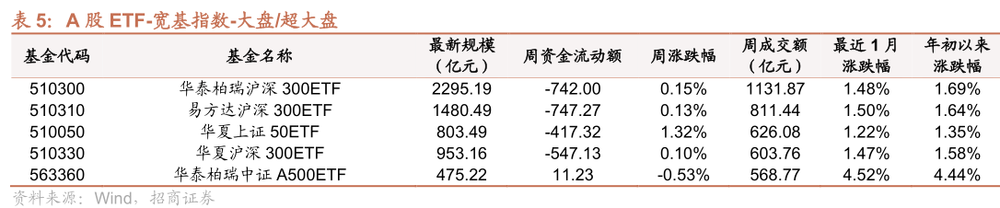 表 5：A 股 ETF-宽基指数-大盘/超大盘
基金代码 基金名称 最新规模（亿元） 周资金流动额 周涨跌幅 周成交额（亿元） 最近 1 月涨跌幅 年初以来涨跌幅
510300 华泰柏瑞沪深 300ETF 2295.19 -742.00 0.15% 1131.87 1.48% 1.69%
510310 易方达沪深 300ETF 1480.49 -747.27 0.13% 811.44 1.50% 1.64%
510050 华夏上证 50ETF 803.49 -417.32 1.32% 626.08 1.22% 1.35%
510330 华夏沪深 300ETF 953.16 -547.13 0.10% 603.76 1.47% 1.58%
563360 华泰柏瑞中证 A500ETF 475.22 11.23 -0.53% 568.77 4.52% 4.44%
资料来源：Wind，招商证券